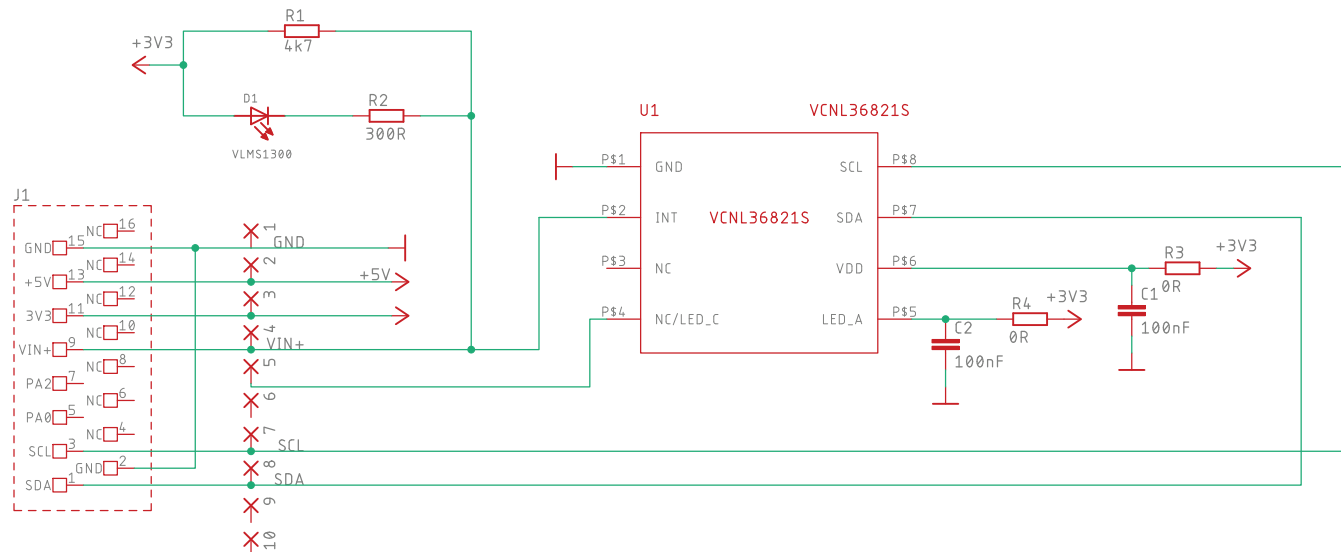 R1
4k7
+3V3
D1
VLMS1300
R2
300R
U1
VCNL36821S
P$1
GND
P$2
INT
P$3
NC
P$4
NC/LED_C
VCNL36821S
SCL
P$8
SDA
P$7
VDD
P$6
LED_A
P$5
R3
0R
+3V3
C1
100nF
R4
0R
+3V3
C2
100nF
J1
NC 16
GND 15
NC 14
+5V 13
NC 12
3V3 11
NC 10
VIN+ 9
NC 8
PA2 7
NC 6
PA0 5
NC 4
SCL 3
GND 2
SDA 1
1
GND
2
+5V
3
4
VIN+
5
6
7
SCL
8
SDA
9
10